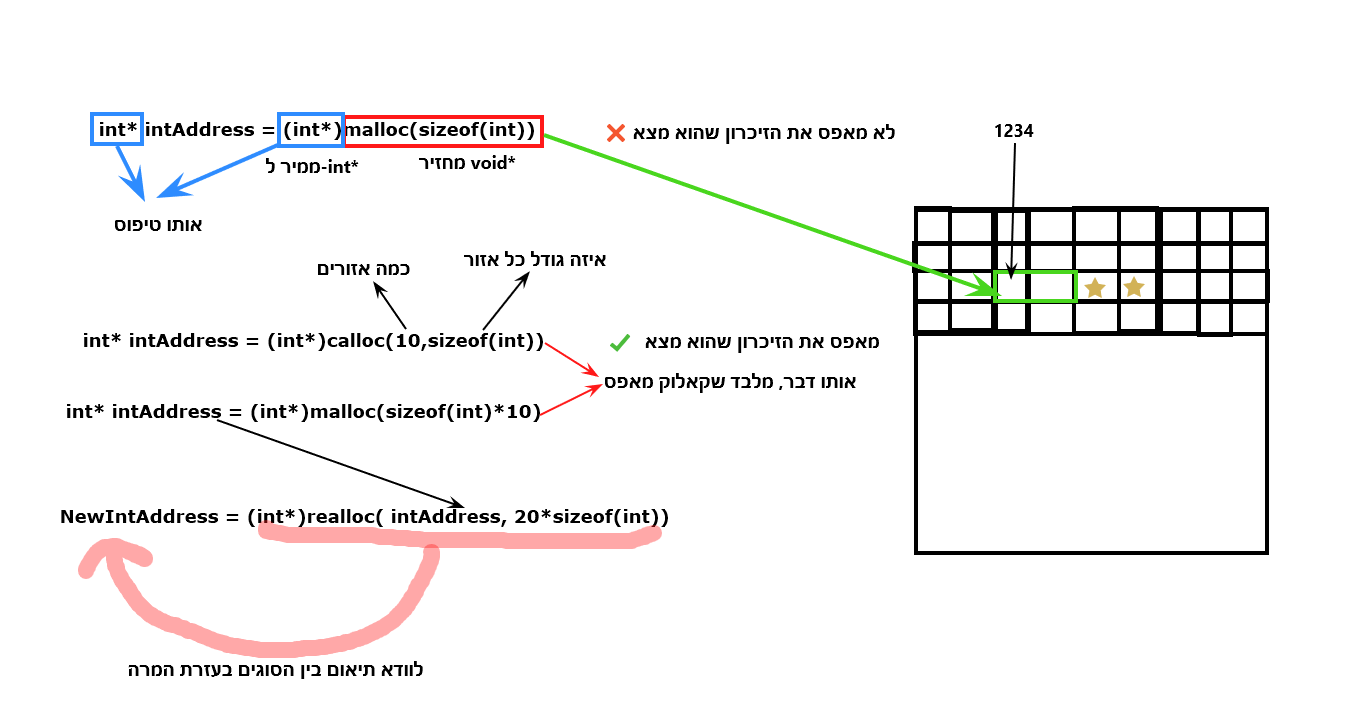 int* intAddress = (int*)malloc(sizeof(int))
לא מאפס את הזיכרון שהוא מצא
1234
ממיר ל-int*
מחזיר void*
אותו טיפוס
כמה אזורים
איזה גודל כל אזור
int* intAddress = (int*)calloc(10,sizeof(int))
מאפס את הזיכרון שהוא מצא
אותו דבר, מלבד שקאלוק מאפס
int* intAddress = (int*)malloc(sizeof(int)*10)
NewIntAddress = (int*)realloc( intAddress, 20*sizeof(int))
לוודא תיאום בין הסוגים בעזרת המרה